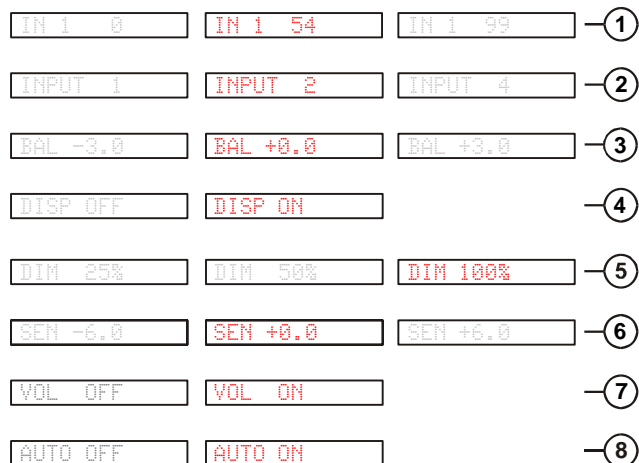 IN 1 0 IN 1 54 IN 1 99 1
INPUT 1 INPUT 2 INPUT 4 2
BAL -3.0 BAL +0.0 BAL +3.0 3
DISP OFF DISP ON 4
DIM 25% DIM 50% DIM 100% 5
SEN -6.0 SEN +0.0 SEN +6.0 6
VOL OFF VOL ON 7
AUTO OFF AUTO ON 8